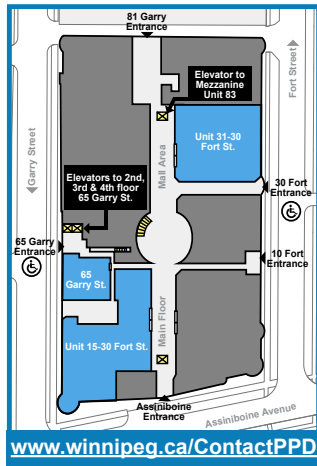 81 Garry
Entrance
Elevator to
Mezzanine
Unit 83
Fort Street
Unit 31-30
Fort St.
Garry Street
Mall Area
Elevators to 2nd,
3rd & 4th floor
65 Garry St.
30 Fort
Entrance
65 Garry
Entrance
10 Fort
Entrance
65
Garry St.
Main Floor
Unit 15-30 Fort St.
Assiniboine
Entrance
Assiniboine Avenue
www.winnipeg.ca/ContactPPD